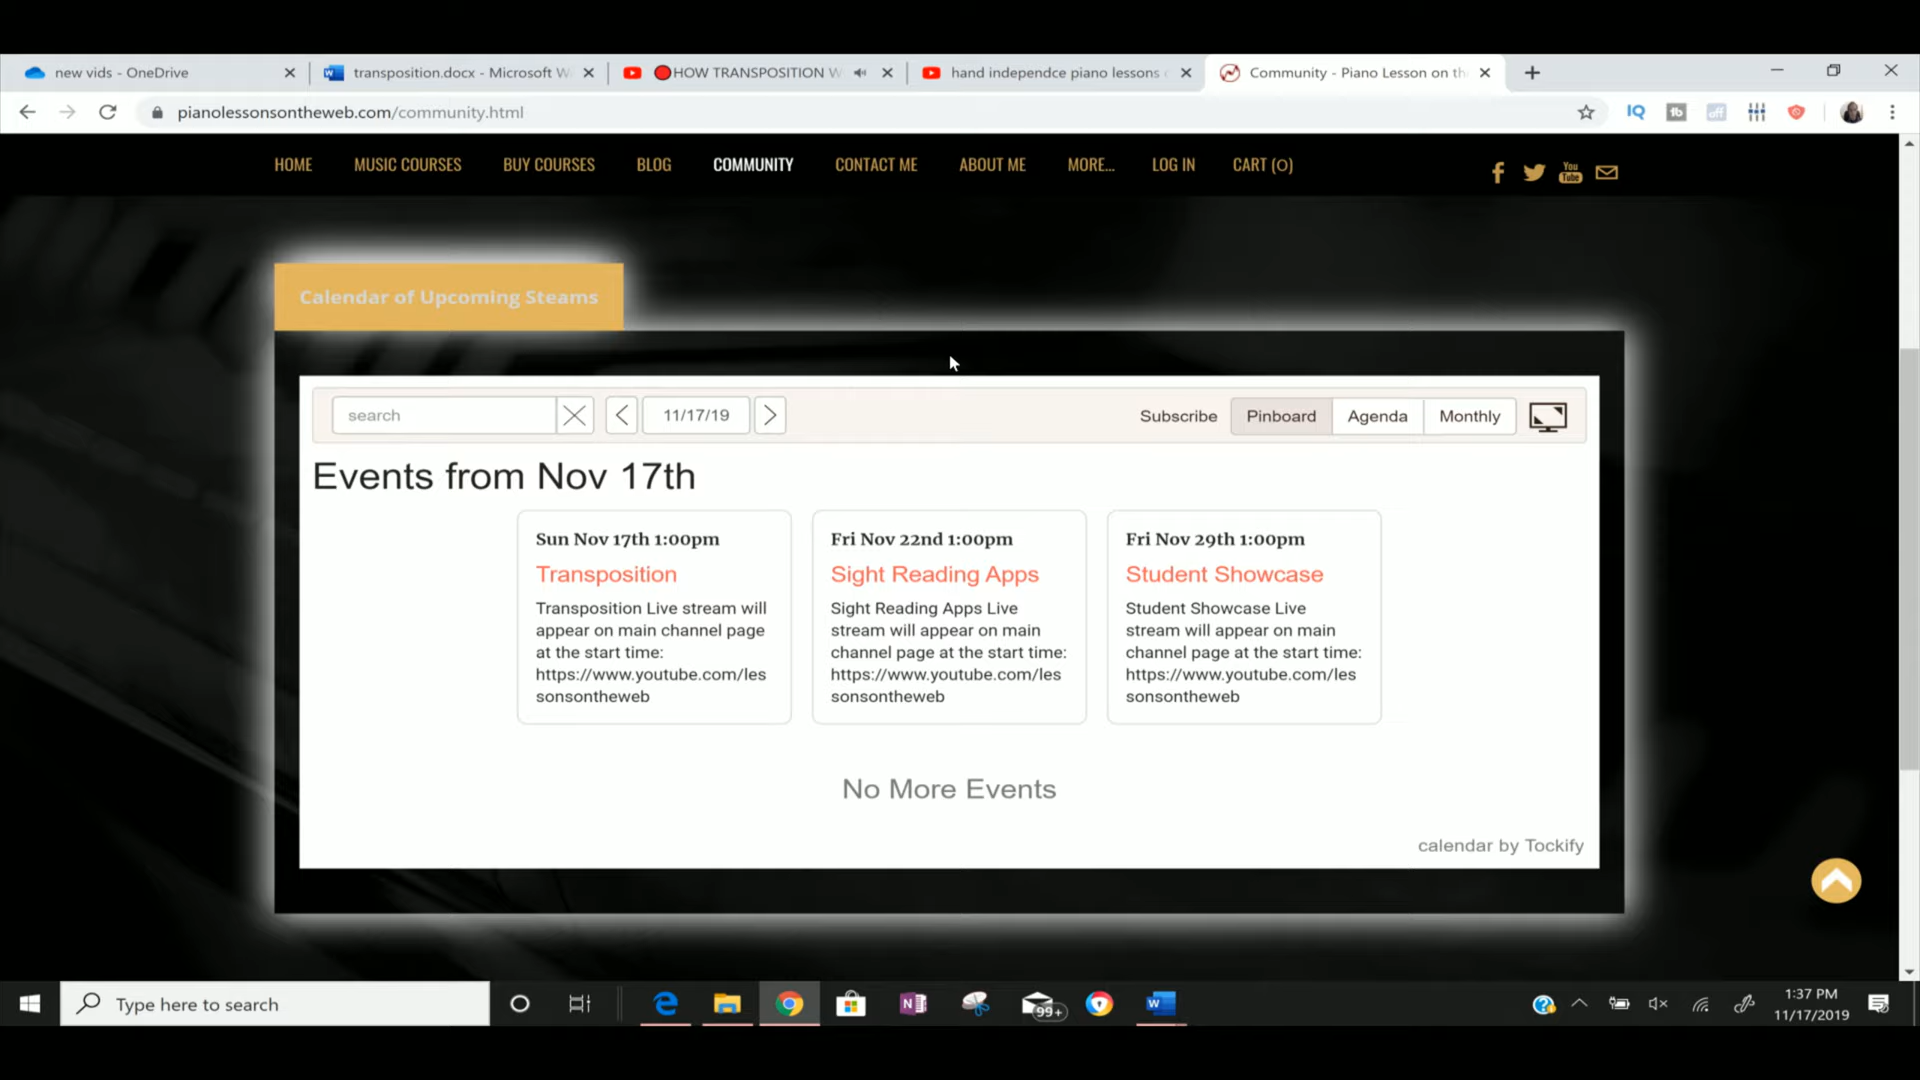 new vids - OneDrive
transposition.docx - Microsoft W
HOW TRANSPOSITION W
hand independce piano lessons
Community - Piano Lesson on th
pianolessonsontheweb.com/community.html
IQ
tb
off
HOME MUSIC COURSES BUY COURSES BLOG COMMUNITY CONTACT ME ABOUT ME MORE... LOG IN CART (0)
You
Tube
Calendar of Upcoming Steams
search
11/17/19
Subscribe Pinboard Agenda Monthly
Events from Nov 17th
Sun Nov 17th 1:00pm
Transposition
Transposition Live stream will
appear on main channel page
at the start time:
https://www.youtube.com/les
sonsontheweb
Fri Nov 22nd 1:00pm
Sight Reading Apps
Sight Reading Apps Live
stream will appear on main
channel page at the start time:
https://www.youtube.com/les
sonsontheweb
Fri Nov 29th 1:00pm
Student Showcase
Student Showcase Live
stream will appear on main
channel page at the start time:
https://www.youtube.com/les
sonsontheweb
No More Events
calendar by Tockify
Type here to search
99+
1:37 PM
11/17/2019